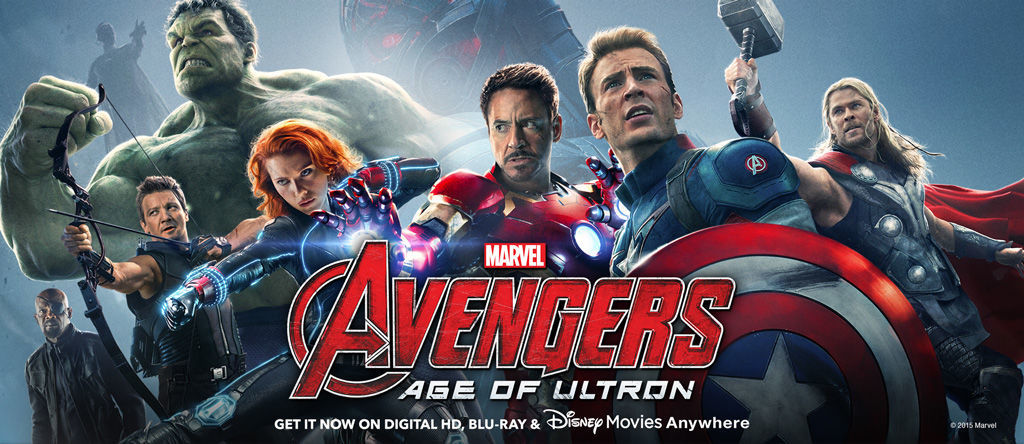 MARVEL
AVENGERS
AGE OF ULTRON
GET IT NOW ON DIGITAL HD, BLU-RAY & Disney Movies Anywhere
© 2015 Marvel